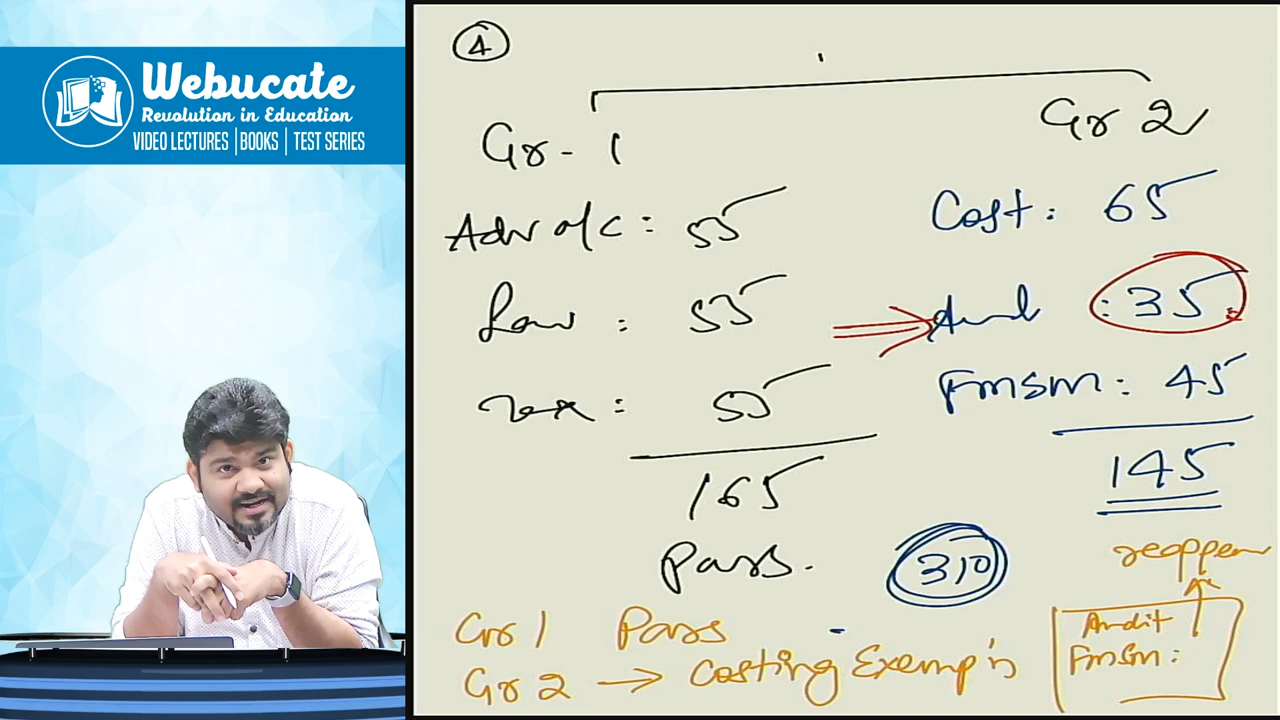 Webucate
Revolution in Education
VIDEO LECTURES | BOOKS | TEST SERIES
4
Gr - 1
Adv a/c : 55
Law : 55
Tax : 55
165
Pass.
Gr 2
Cost : 65
Audit : 35
FMSM : 45
145
310
reappear
Gr 1 Pass
Gr 2 → Costing Exemp'n
Audit
FMSM :